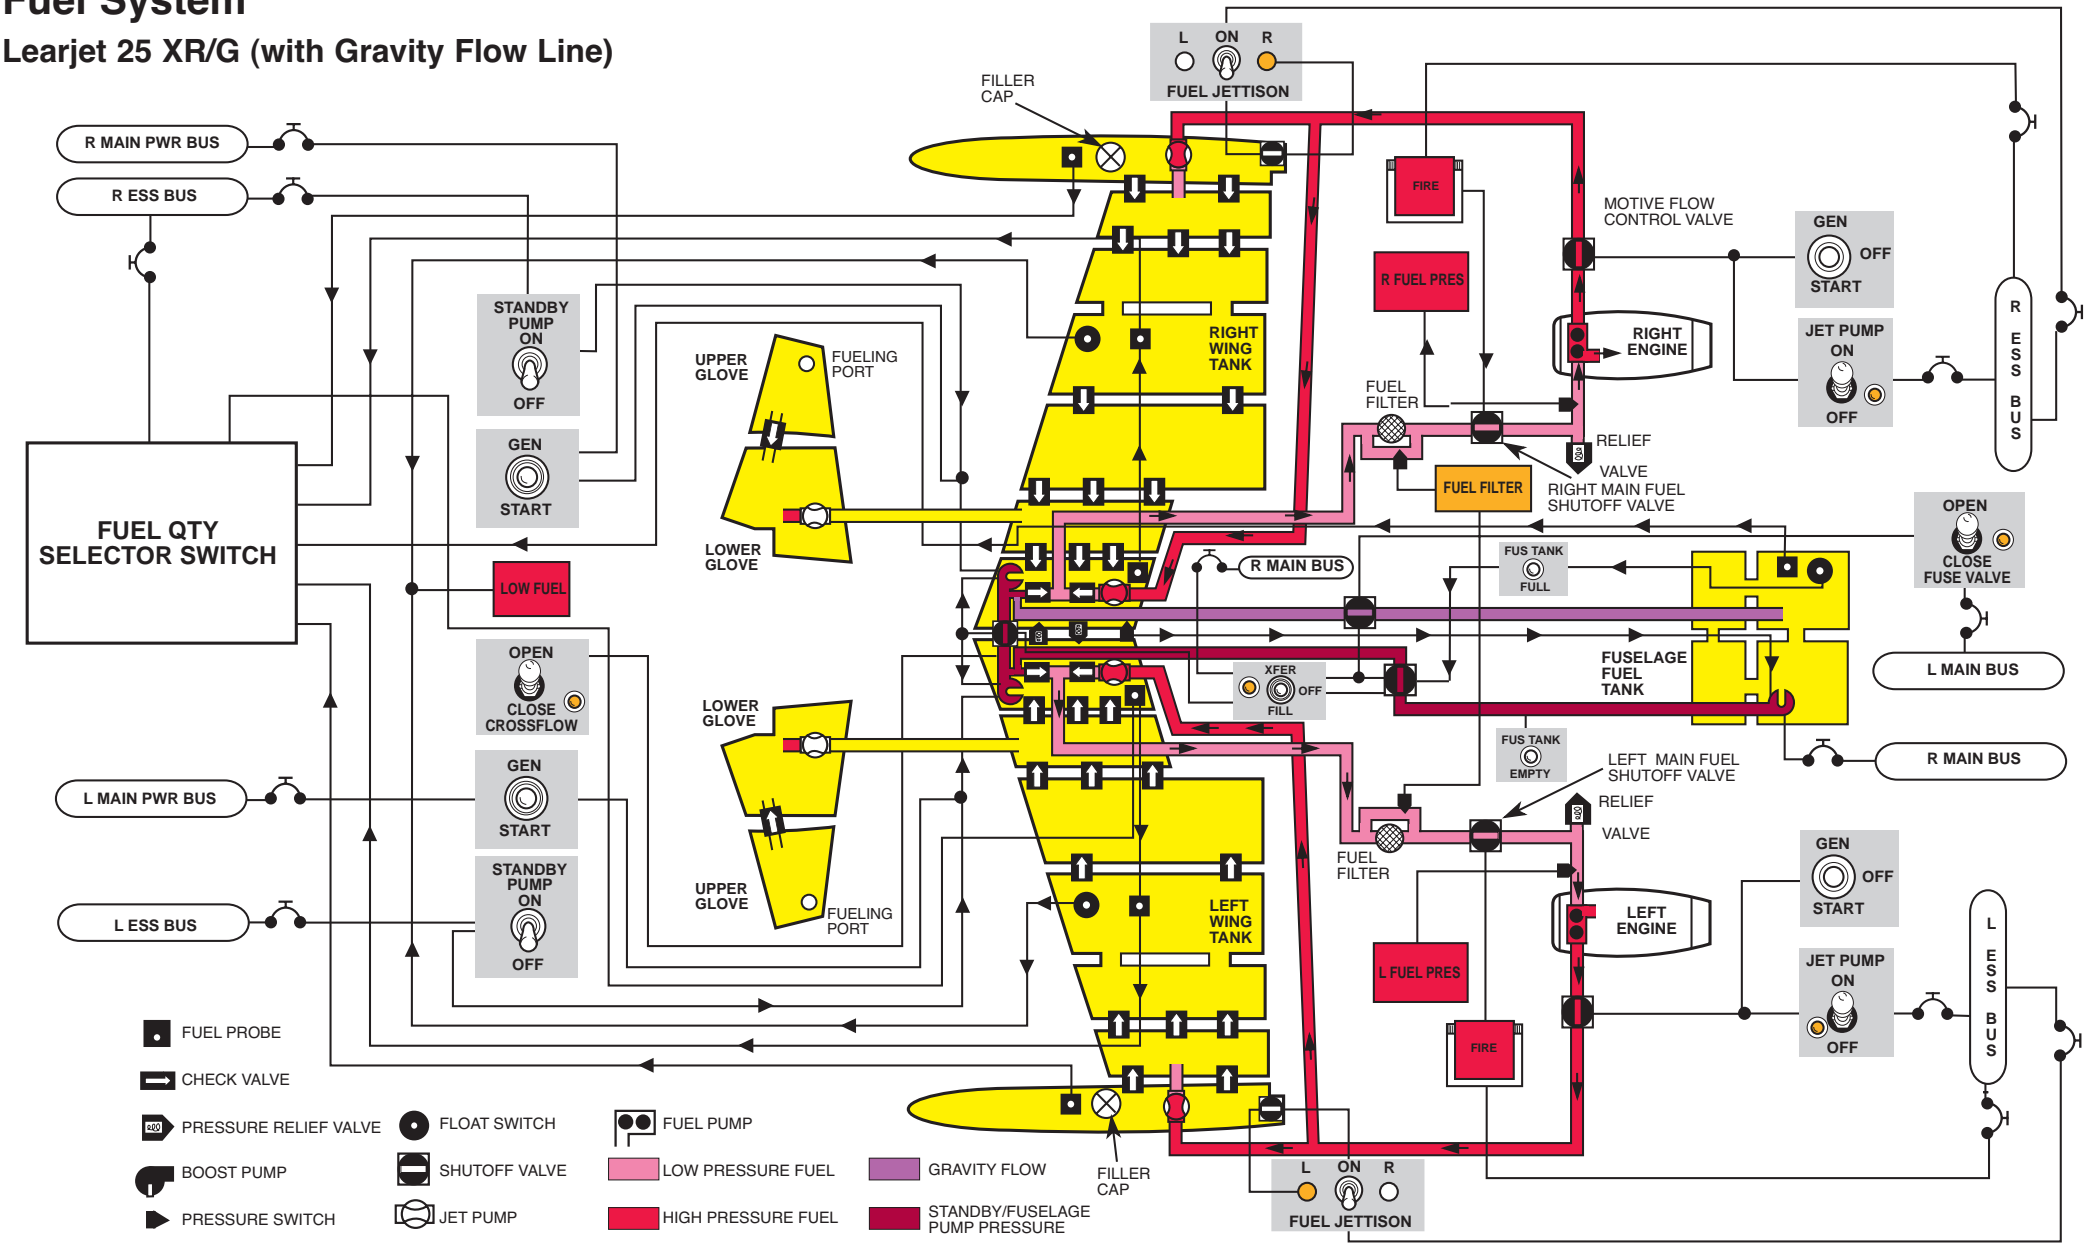 Fuel System
Learjet 25 XR/G (with Gravity Flow Line)
L ON R
FUEL JETTISON
FILLER
CAP
R MAIN PWR BUS
R ESS BUS
FIRE
MOTIVE FLOW
CONTROL VALVE
GEN
OFF
START
R FUEL PRES
R ESS BUS
STANDBY
PUMP
ON
OFF
RIGHT
WING
TANK
RIGHT
ENGINE
JET PUMP
ON
OFF
UPPER
GLOVE
FUELING
PORT
FUEL
FILTER
GEN
START
RELIEF
VALVE
RIGHT MAIN FUEL
SHUTOFF VALVE
FUEL FILTER
FUEL QTY
SELECTOR SWITCH
LOWER
GLOVE
OPEN
CLOSE
FUSE VALVE
FUS TANK
FULL
R MAIN BUS
LOW FUEL
OPEN
CLOSE
CROSSFLOW
FUSELAGE
FUEL
TANK
L MAIN BUS
XFER
OFF
FILL
LOWER
GLOVE
FUS TANK
EMPTY
R MAIN BUS
LEFT MAIN FUEL
SHUTOFF VALVE
GEN
START
L MAIN PWR BUS
RELIEF
VALVE
FUEL
FILTER
GEN
OFF
START
STANDBY
PUMP
ON
OFF
L ESS BUS
UPPER
GLOVE
FUELING
PORT
LEFT
WING
TANK
LEFT
ENGINE
L ESS BUS
L FUEL PRES
JET PUMP
ON
OFF
FIRE
FUEL PROBE
CHECK VALVE
PRESSURE RELIEF VALVE
BOOST PUMP
PRESSURE SWITCH
FLOAT SWITCH
SHUTOFF VALVE
JET PUMP
FUEL PUMP
LOW PRESSURE FUEL
HIGH PRESSURE FUEL
GRAVITY FLOW
STANDBY/FUSELAGE
PUMP PRESSURE
FILLER
CAP
L ON R
FUEL JETTISON